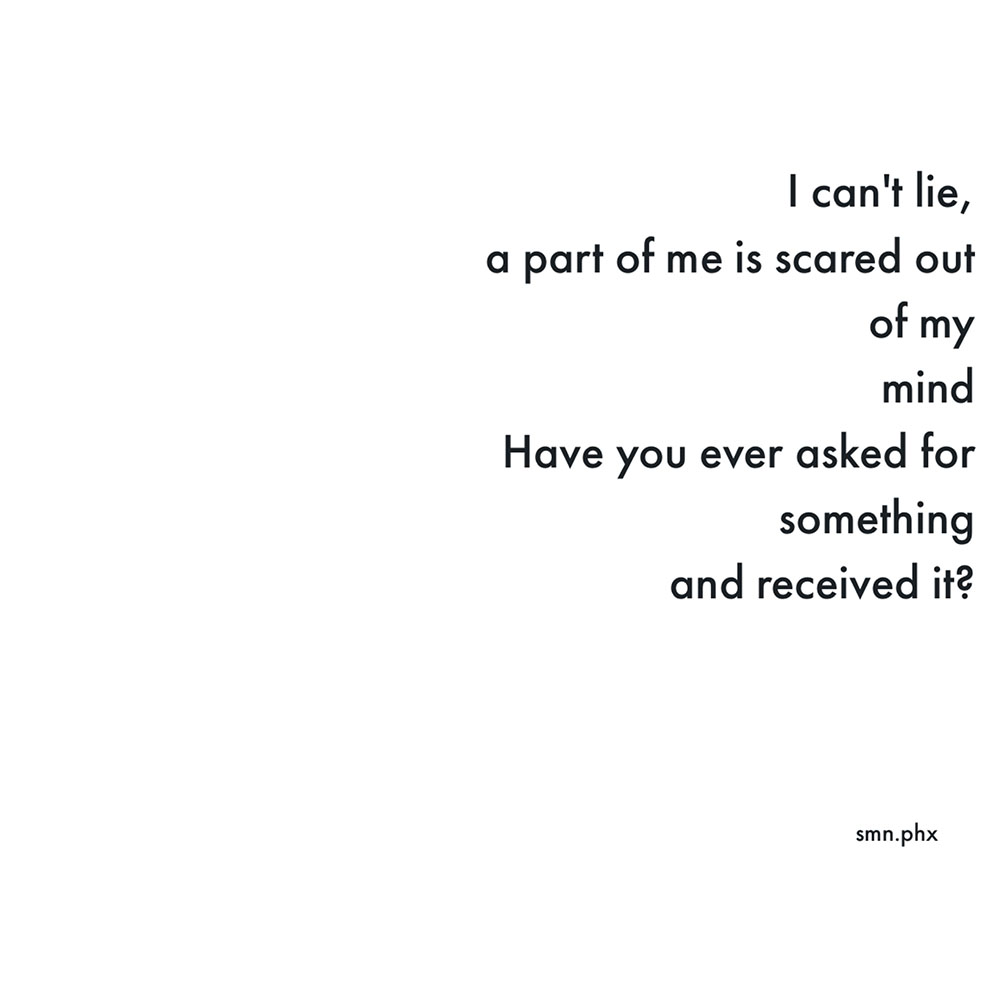 I can't lie,
a part of me is scared out
of my
mind
Have you ever asked for
something
and received it?
smn.phx